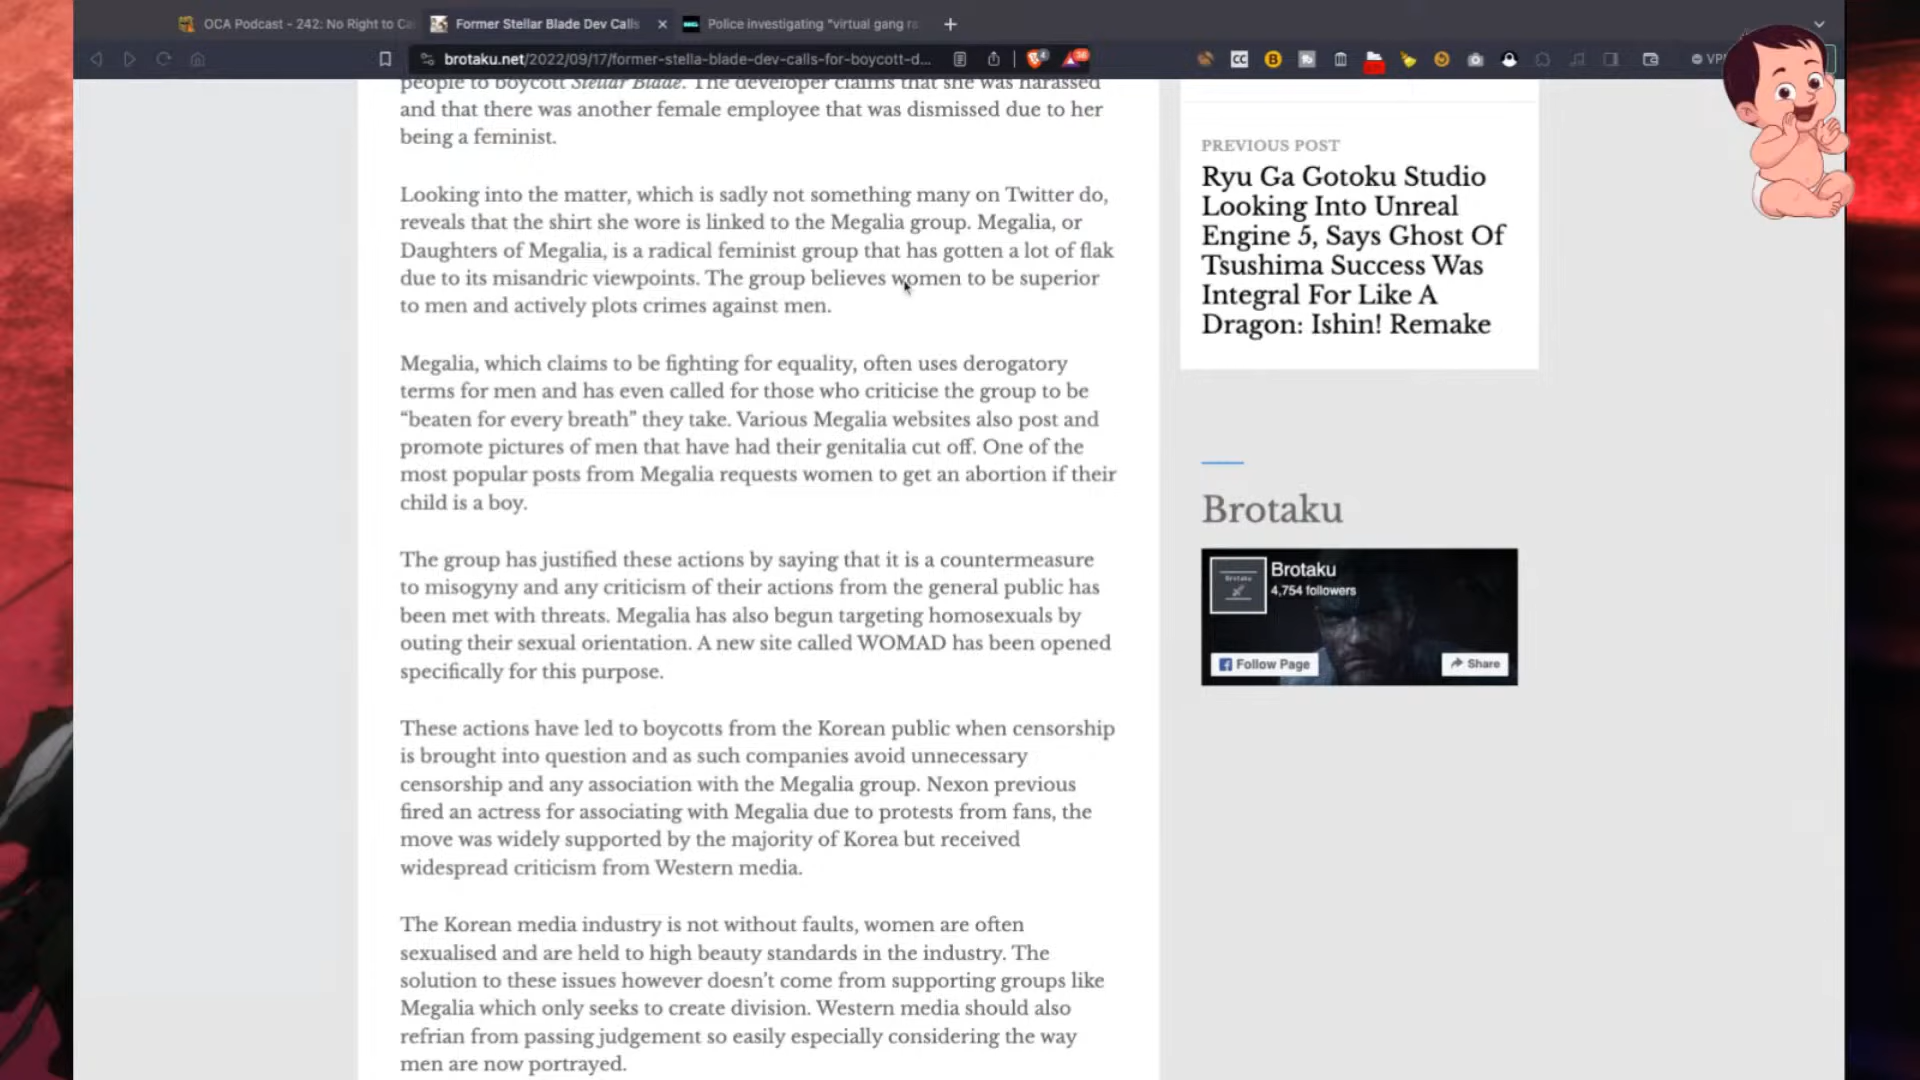 OCA Podcast - 242: No Right to Ca
Former Stellar Blade Dev Calls
Police investigating "virtual gang ra
brotaku.net/2022/09/17/former-stella-blade-dev-calls-for-boycott-d...
VP
people to boycott Stellar Blade. The developer claims that she was harassed
and that there was another female employee that was dismissed due to her
being a feminist.
Looking into the matter, which is sadly not something many on Twitter do,
reveals that the shirt she wore is linked to the Megalia group. Megalia, or
Daughters of Megalia, is a radical feminist group that has gotten a lot of flak
due to its misandric viewpoints. The group believes women to be superior
to men and actively plots crimes against men.
Megalia, which claims to be fighting for equality, often uses derogatory
terms for men and has even called for those who criticise the group to be
“beaten for every breath” they take. Various Megalia websites also post and
promote pictures of men that have had their genitalia cut off. One of the
most popular posts from Megalia requests women to get an abortion if their
child is a boy.
The group has justified these actions by saying that it is a countermeasure
to misogyny and any criticism of their actions from the general public has
been met with threats. Megalia has also begun targeting homosexuals by
outing their sexual orientation. A new site called WOMAD has been opened
specifically for this purpose.
These actions have led to boycotts from the Korean public when censorship
is brought into question and as such companies avoid unnecessary
censorship and any association with the Megalia group. Nexon previous
fired an actress for associating with Megalia due to protests from fans, the
move was widely supported by the majority of Korea but received
widespread criticism from Western media.
The Korean media industry is not without faults, women are often
sexualised and are held to high beauty standards in the industry. The
solution to these issues however doesn’t come from supporting groups like
Megalia which only seeks to create division. Western media should also
refrian from passing judgement so easily especially considering the way
men are now portrayed.
PREVIOUS POST
Ryu Ga Gotoku Studio
Looking Into Unreal
Engine 5, Says Ghost Of
Tsushima Success Was
Integral For Like A
Dragon: Ishin! Remake
Brotaku
Brotaku
4,754 followers
Follow Page
Share